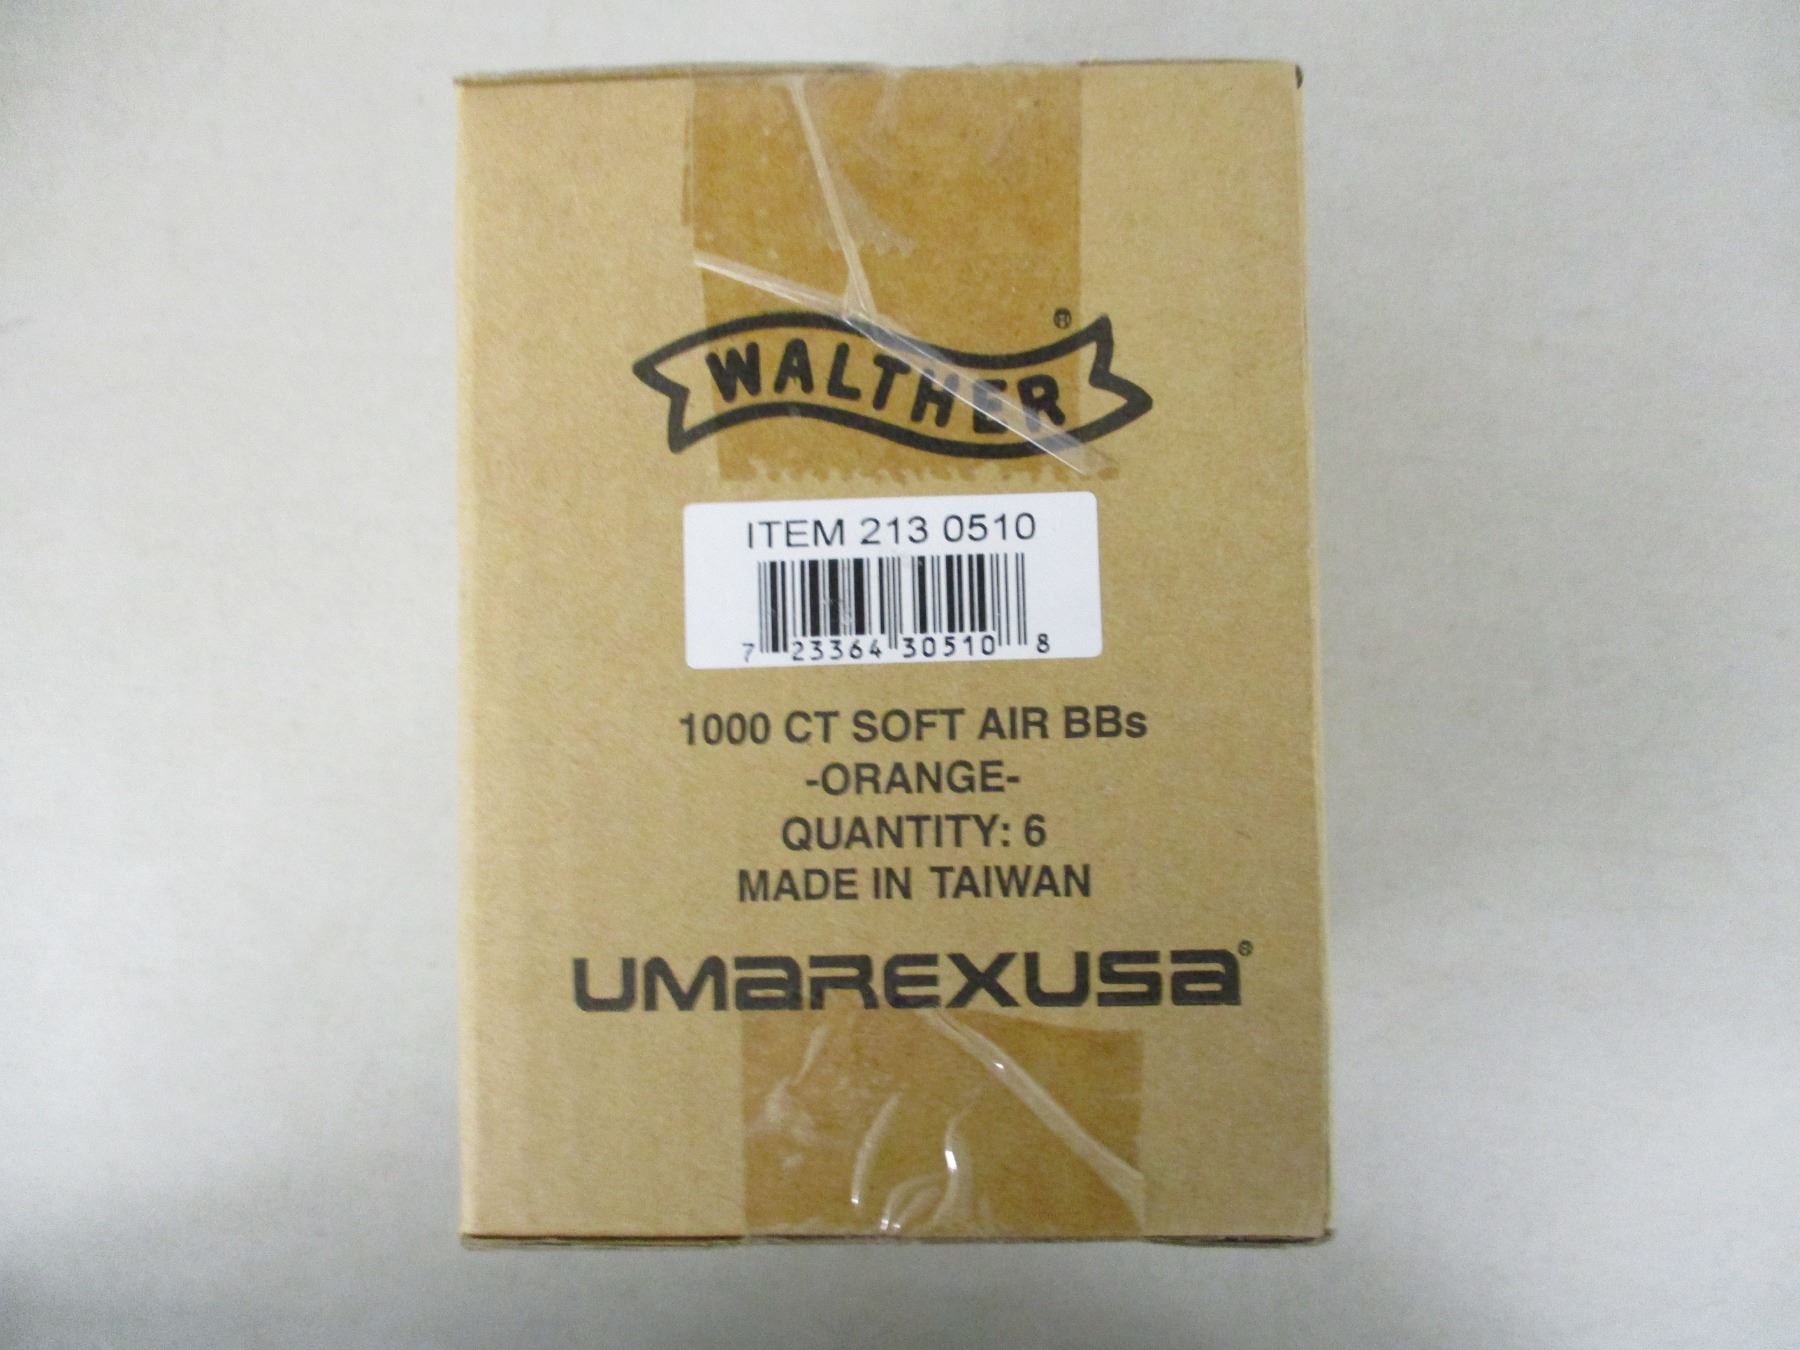 WALTHER®
ITEM 213 0510
7 23364 30510 8
1000 CT SOFT AIR BBs
-ORANGE-
QUANTITY: 6
MADE IN TAIWAN
UMAREXUSA®